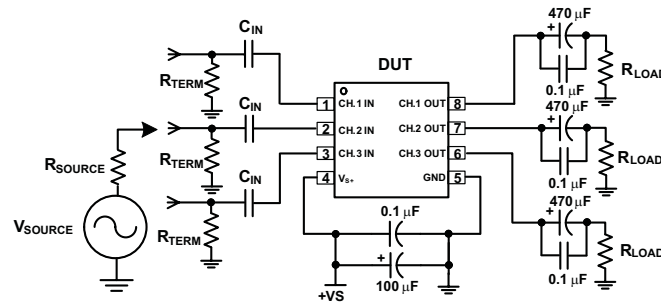 470 µF
+
C_IN
0.1 µF
R_LOAD
DUT
R_TERM
1 CH.1 IN CH.1 OUT 8
C_IN
2 CH.2 IN CH.2 OUT 7
470 µF
+
R_SOURCE
R_TERM
C_IN
3 CH.3 IN CH.3 OUT 6
0.1 µF
R_LOAD
4 V_S+ GND 5
V_SOURCE
R_TERM
0.1 µF
470 µF
+
+
100 µF
+VS
0.1 µF
R_LOAD